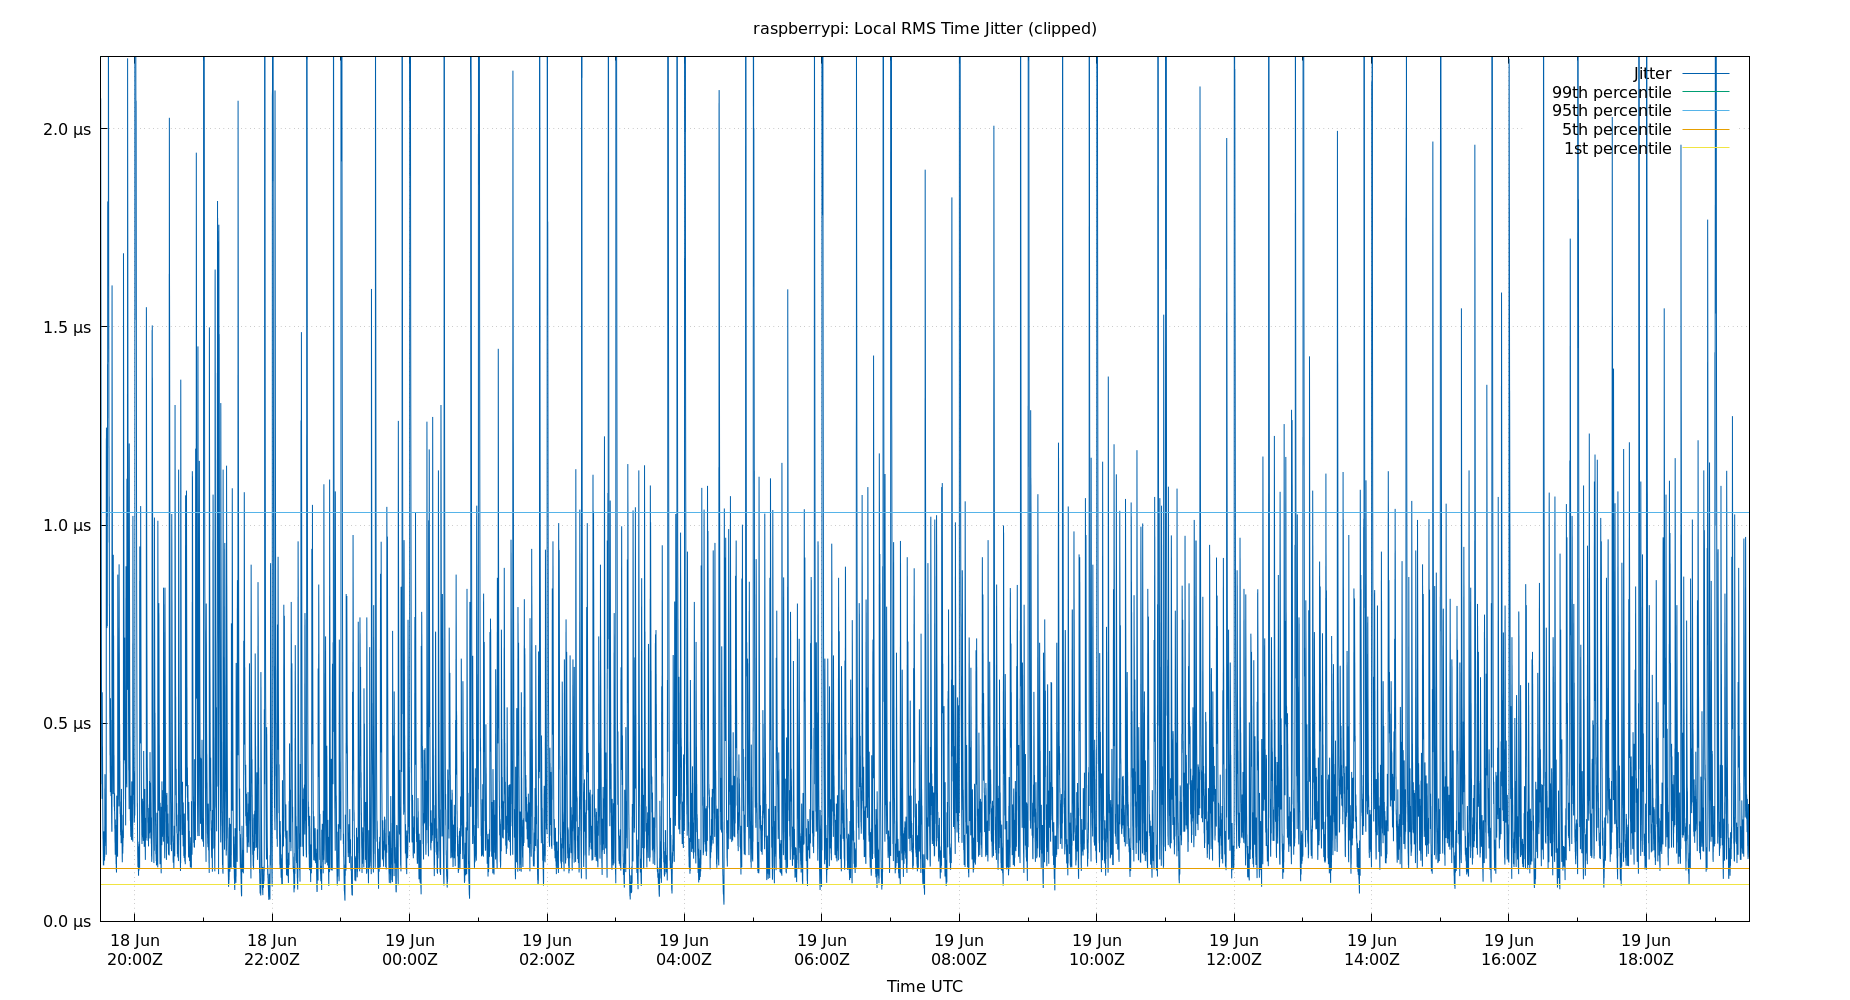 raspberrypi: Local RMS Time Jitter (clipped)
Jitter
99th percentile
95th percentile
5th percentile
1st percentile
2.0 µs
1.5 µs
1.0 µs
0.5 µs
0.0 µs
18 Jun 18 Jun 19 Jun 19 Jun 19 Jun 19 Jun 19 Jun 19 Jun 19 Jun 19 Jun 19 Jun 19 Jun
20:00Z 22:00Z 00:00Z 02:00Z 04:00Z 06:00Z 08:00Z 10:00Z 12:00Z 14:00Z 16:00Z 18:00Z
Time UTC